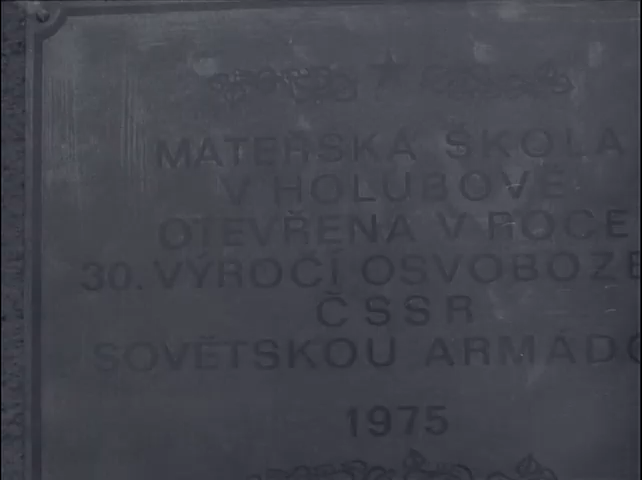 MATEŘSKÁ ŠKOLA
V HOLUBOVĚ
OTEVŘENA V ROCE
30. VÝROČÍ OSVOBOZE
ČSSR
SOVĚTSKOU ARMÁDO
1975